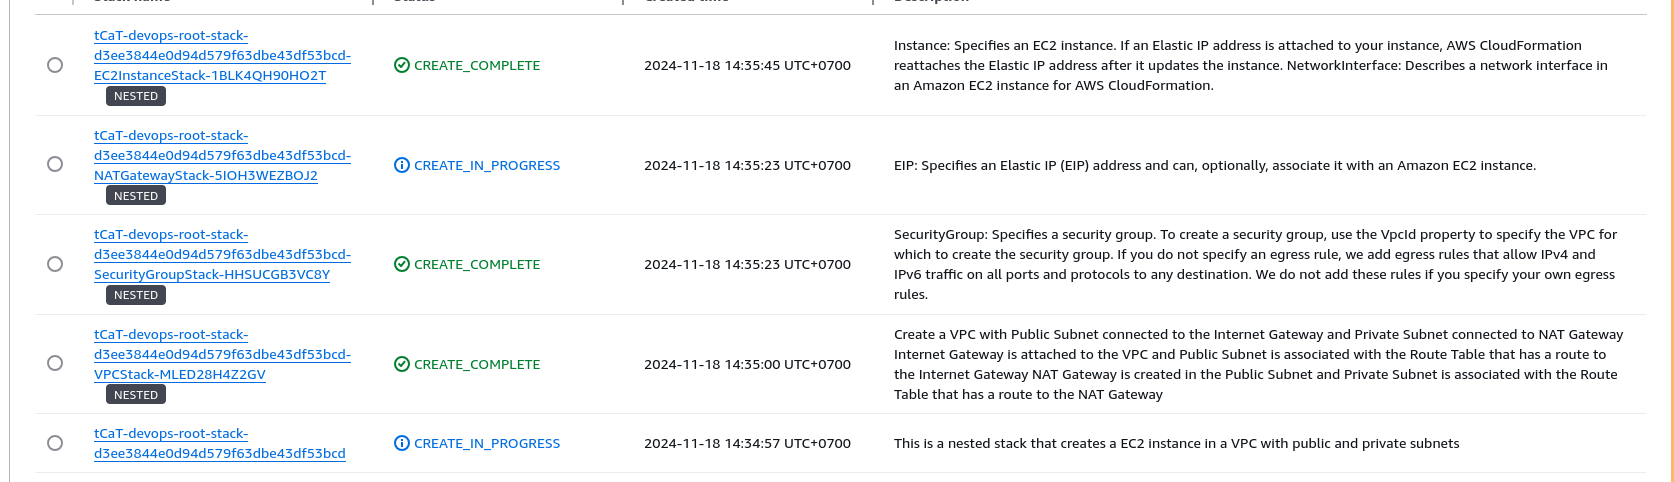 Stack name Status Created time Description
tCaT-devops-root-stack-
d3ee3844e0d94d579f63dbe43df53bcd-
EC2InstanceStack-1BLK4QH90HO2T
NESTED
CREATE_COMPLETE
2024-11-18 14:35:45 UTC+0700
Instance: Specifies an EC2 instance. If an Elastic IP address is attached to your instance, AWS CloudFormation
reattaches the Elastic IP address after it updates the instance. NetworkInterface: Describes a network interface in
an Amazon EC2 instance for AWS CloudFormation.
tCaT-devops-root-stack-
d3ee3844e0d94d579f63dbe43df53bcd-
NATGatewayStack-5IOH3WEZBOJ2
NESTED
CREATE_IN_PROGRESS
2024-11-18 14:35:23 UTC+0700
EIP: Specifies an Elastic IP (EIP) address and can, optionally, associate it with an Amazon EC2 instance.
tCaT-devops-root-stack-
d3ee3844e0d94d579f63dbe43df53bcd-
SecurityGroupStack-HHSUCGB3VC8Y
NESTED
CREATE_COMPLETE
2024-11-18 14:35:23 UTC+0700
SecurityGroup: Specifies a security group. To create a security group, use the VpcId property to specify the VPC for
which to create the security group. If you do not specify an egress rule, we add egress rules that allow IPv4 and
IPv6 traffic on all ports and protocols to any destination. We do not add these rules if you specify your own egress
rules.
tCaT-devops-root-stack-
d3ee3844e0d94d579f63dbe43df53bcd-
VPCStack-MLED28H4Z2GV
NESTED
CREATE_COMPLETE
2024-11-18 14:35:00 UTC+0700
Create a VPC with Public Subnet connected to the Internet Gateway and Private Subnet connected to NAT Gateway
Internet Gateway is attached to the VPC and Public Subnet is associated with the Route Table that has a route to
the Internet Gateway NAT Gateway is created in the Public Subnet and Private Subnet is associated with the Route
Table that has a route to the NAT Gateway
tCaT-devops-root-stack-
d3ee3844e0d94d579f63dbe43df53bcd
CREATE_IN_PROGRESS
2024-11-18 14:34:57 UTC+0700
This is a nested stack that creates a EC2 instance in a VPC with public and private subnets